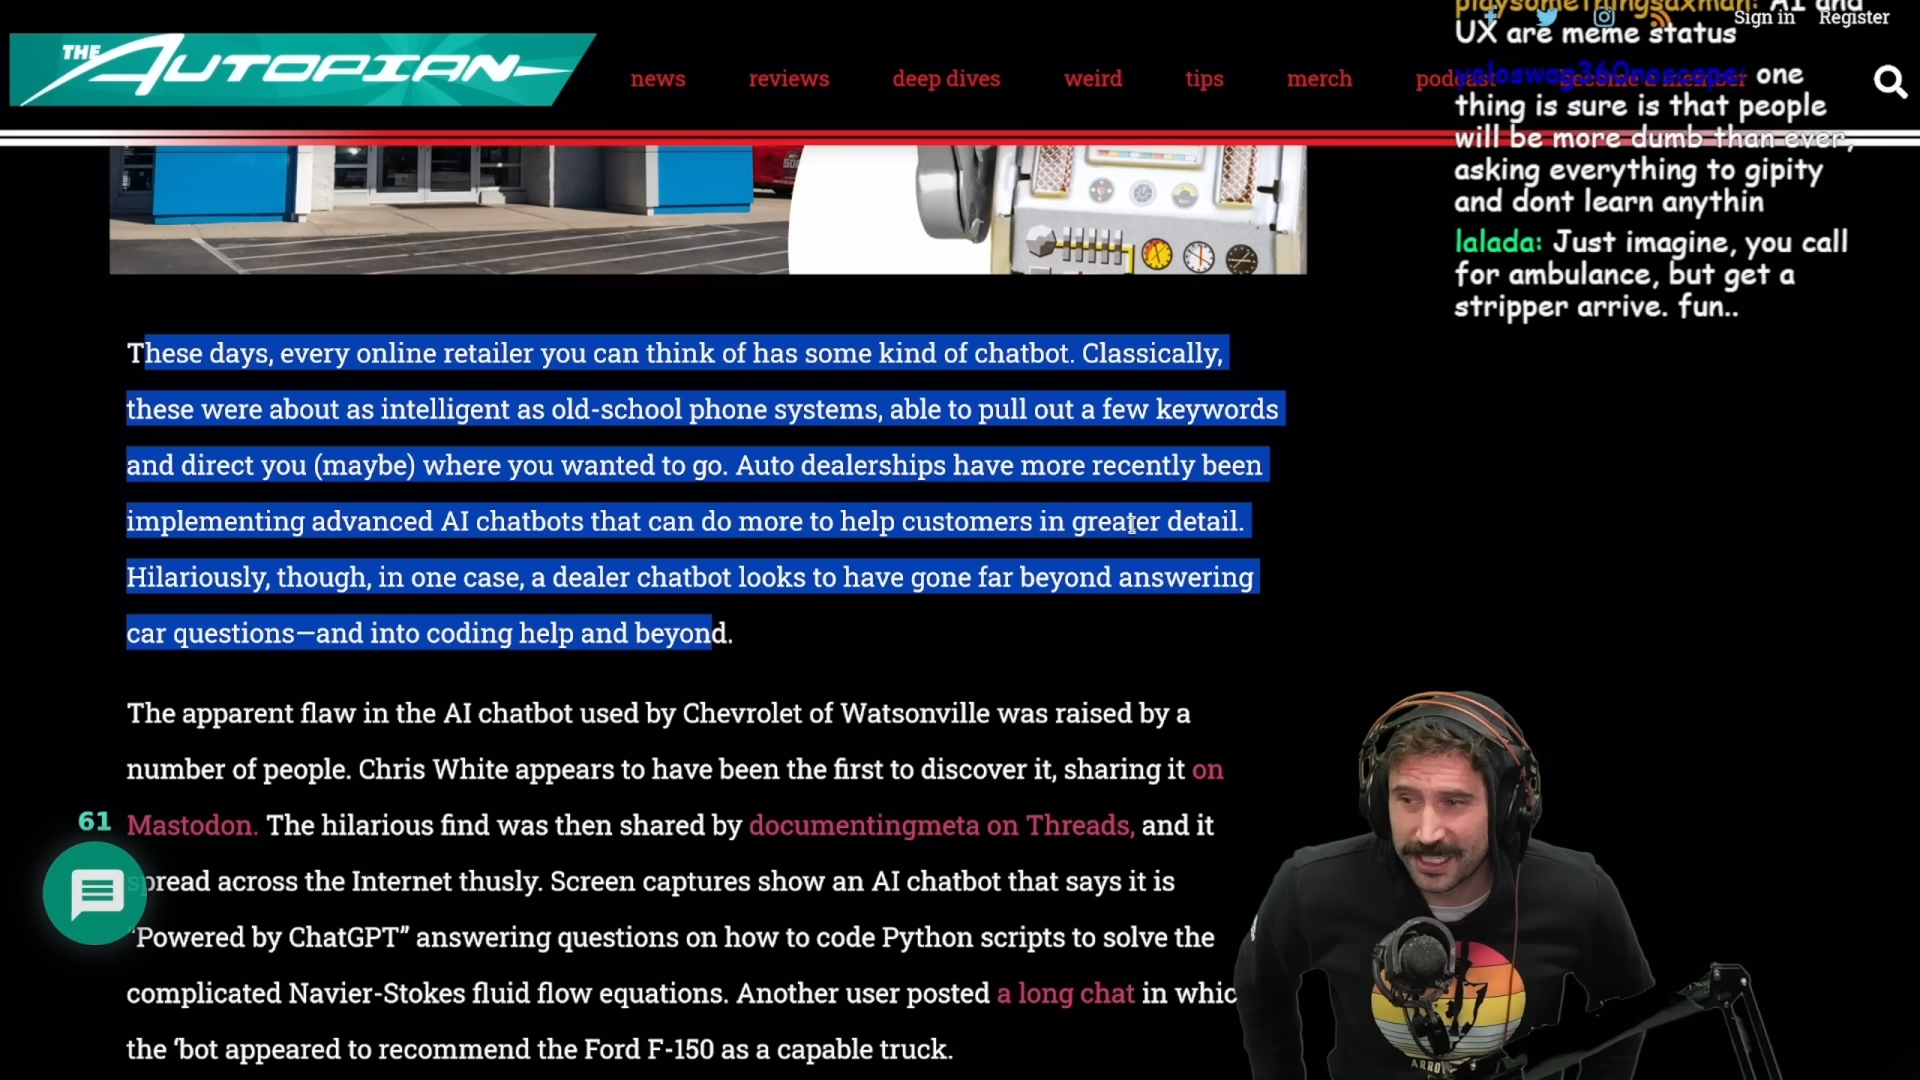 THE AUTOPIAN
news reviews deep dives weird tips merch podcast become a member
Sign in Register
playsomethingsaxman: AI and
UX are meme status
yoloswag360noscope: one
thing is sure is that people
will be more dumb than ever,
asking everything to gipity
and dont learn anythin
lalada: Just imagine, you call
for ambulance, but get a
stripper arrive. fun..
These days, every online retailer you can think of has some kind of chatbot. Classically,
these were about as intelligent as old-school phone systems, able to pull out a few keywords
and direct you (maybe) where you wanted to go. Auto dealerships have more recently been
implementing advanced AI chatbots that can do more to help customers in greater detail.
Hilariously, though, in one case, a dealer chatbot looks to have gone far beyond answering
car questions—and into coding help and beyond.
The apparent flaw in the AI chatbot used by Chevrolet of Watsonville was raised by a
number of people. Chris White appears to have been the first to discover it, sharing it on
Mastodon. The hilarious find was then shared by documentingmeta on Threads, and it
spread across the Internet thusly. Screen captures show an AI chatbot that says it is
“Powered by ChatGPT” answering questions on how to code Python scripts to solve the
complicated Navier-Stokes fluid flow equations. Another user posted a long chat in whic
the ‘bot appeared to recommend the Ford F-150 as a capable truck.
61